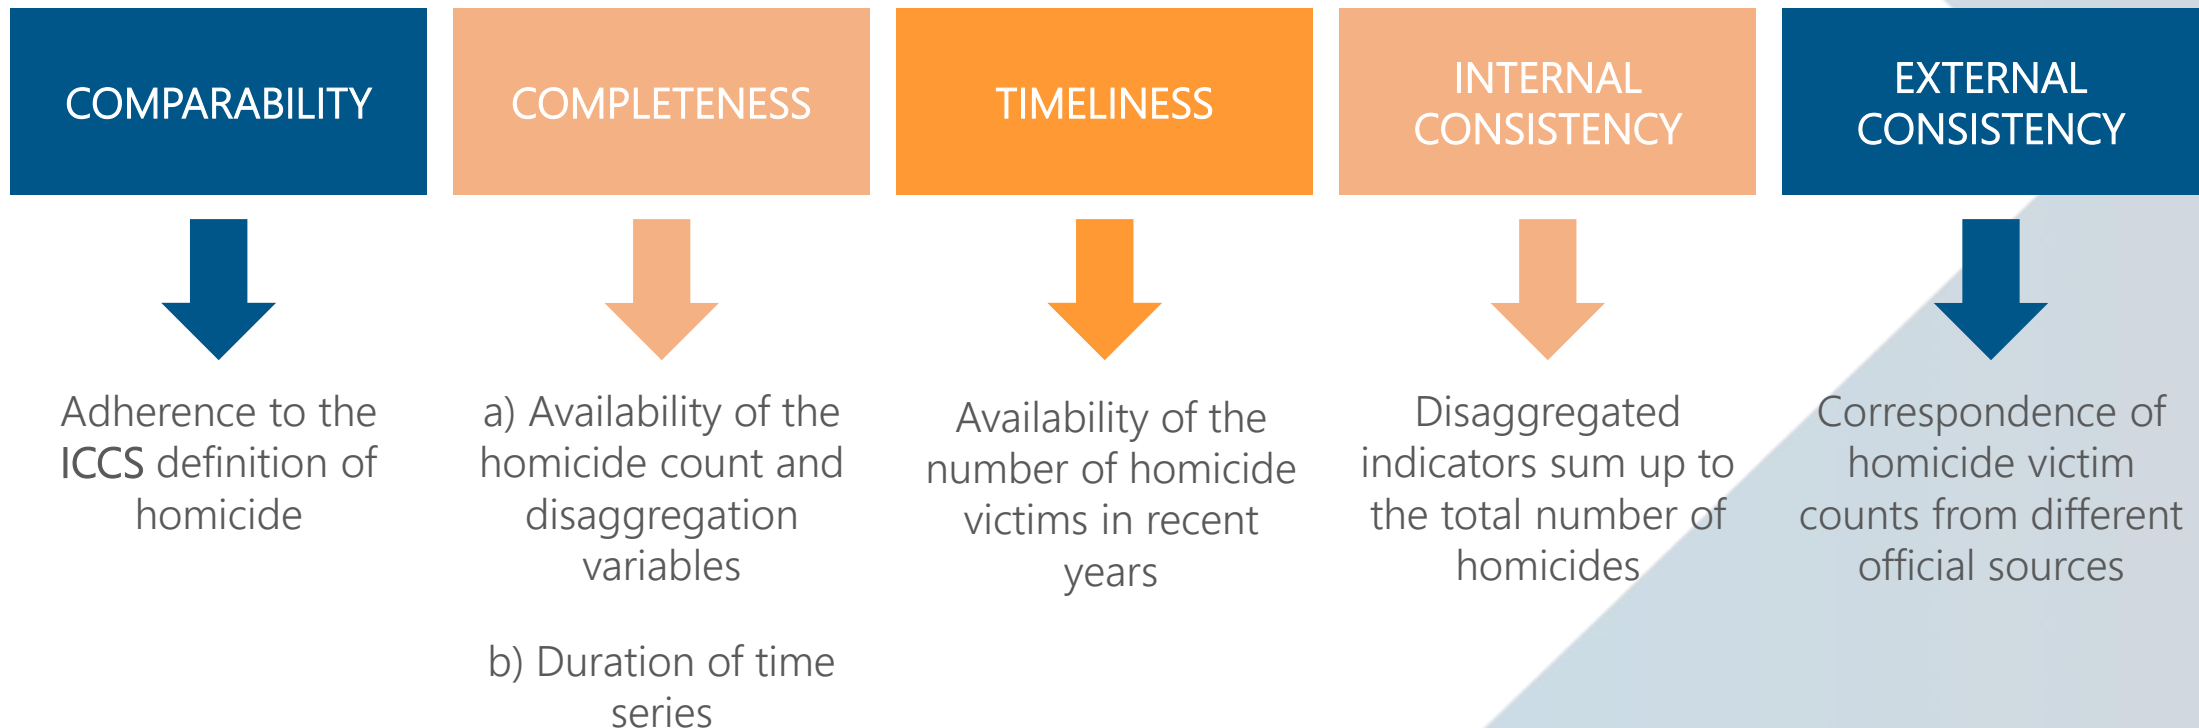 COMPARABILITY
Adherence to the
ICCS definition of
homicide
COMPLETENESS
a) Availability of the
homicide count and
disaggregation
variables
b) Duration of time
series
TIMELINESS
Availability of the
number of homicide
victims in recent
years
INTERNAL
CONSISTENCY
Disaggregated
indicators sum up to
the total number of
homicides
EXTERNAL
CONSISTENCY
Correspondence of
homicide victim
counts from different
official sources